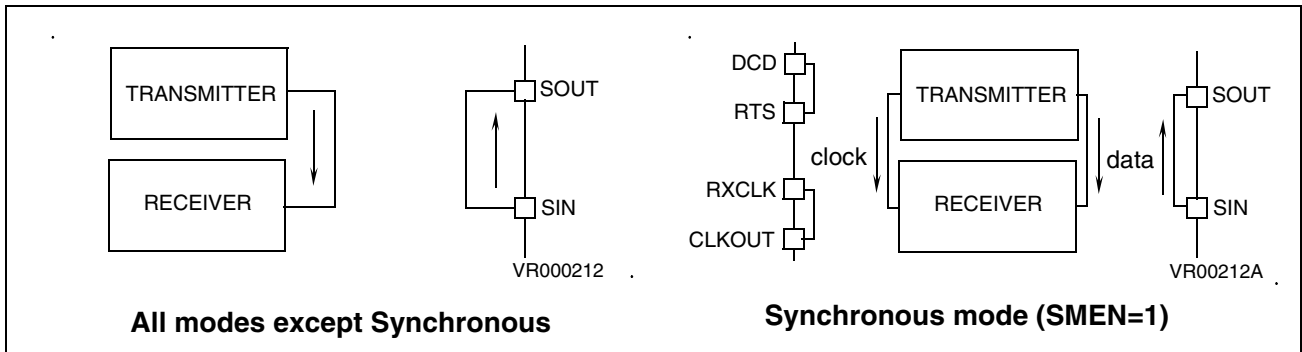 TRANSMITTER
RECEIVER
SOUT
SIN
VR000212
All modes except Synchronous
DCD
RTS
RXCLK
CLKOUT
clock
TRANSMITTER
RECEIVER
data
SOUT
SIN
VR00212A
Synchronous mode (SMEN=1)